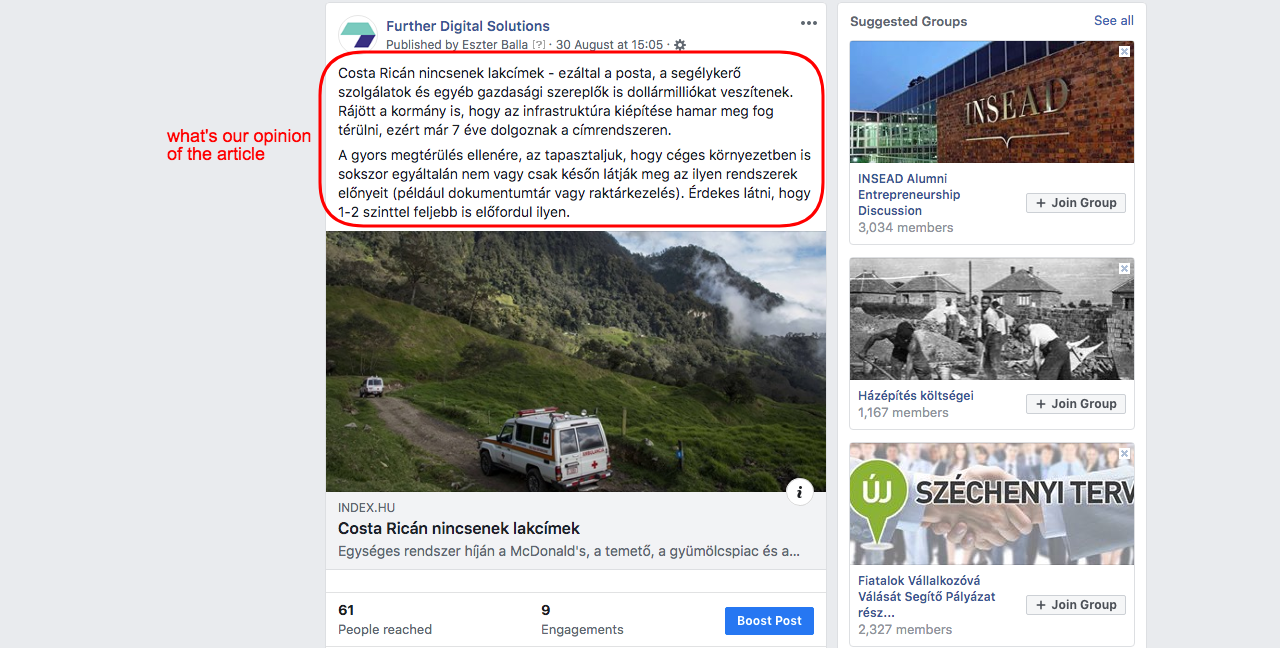 Further Digital Solutions
Published by Eszter Balla [?] · 30 August at 15:05 ·
what's our opinion
of the article
Costa Ricán nincsenek lakcímek - ezáltal a posta, a segélykerő
szolgálatok és egyéb gazdasági szereplők is dollármilliókat veszítenek.
Rájött a kormány is, hogy az infrastruktúra kiépítése hamar meg fog
térülni, ezért már 7 éve dolgoznak a címrendszeren.
A gyors megtérülés ellenére, az tapasztaljuk, hogy céges környezetben is
sokszor egyáltalán nem vagy csak későn látják meg az ilyen rendszerek
előnyeit (például dokumentumtár vagy raktárkezelés). Érdekes látni, hogy
1-2 szinttel feljebb is előfordul ilyen.
AMBULANCIA
i
INDEX.HU
Costa Ricán nincsenek lakcímek
Egységes rendszer híján a McDonald's, a temető, a gyümölcspiac és a...
61
People reached
9
Engagements
Boost Post
Suggested Groups
See all
INSEAD
INSEAD Alumni
Entrepreneurship
Discussion
3,034 members
+ Join Group
Házépítés költségei
1,167 members
+ Join Group
ÚJ
SZÉCHENYI TERV
Fiatalok Vállalkozóvá
Válását Segítő Pályázat
rész...
2,327 members
+ Join Group